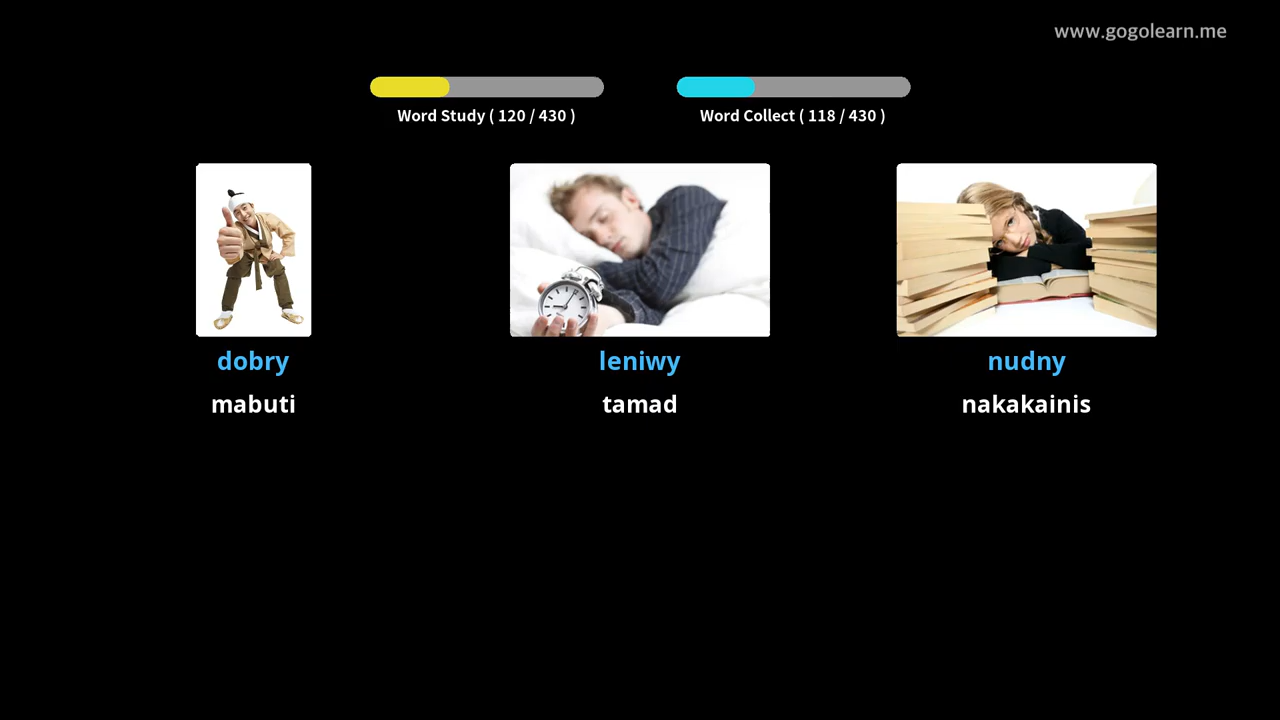 www.gogolearn.me
Word Study ( 120 / 430 )
Word Collect ( 118 / 430 )
dobry
leniwy
nudny
mabuti
tamad
nakakainis